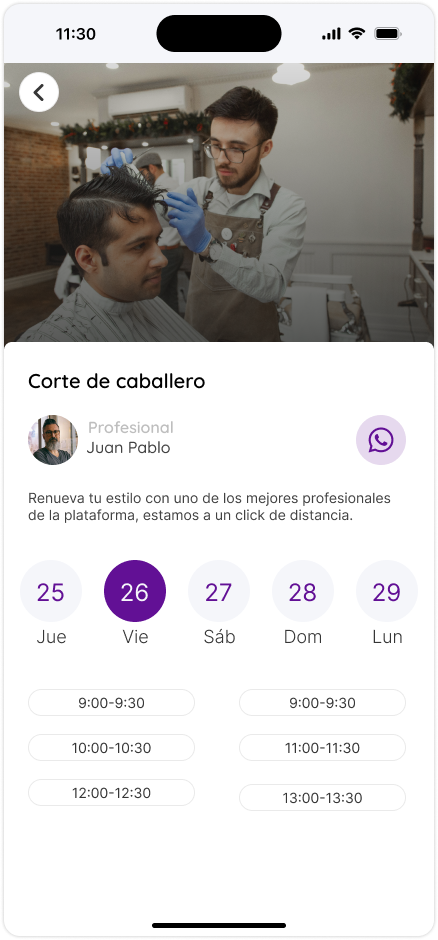 11:30
Corte de caballero
Profesional
Juan Pablo
Renueva tu estilo con uno de los mejores profesionales
de la plataforma, estamos a un click de distancia.
25 26 27 28 29
Jue Vie Sáb Dom Lun
9:00-9:30 9:00-9:30
10:00-10:30 11:00-11:30
12:00-12:30 13:00-13:30